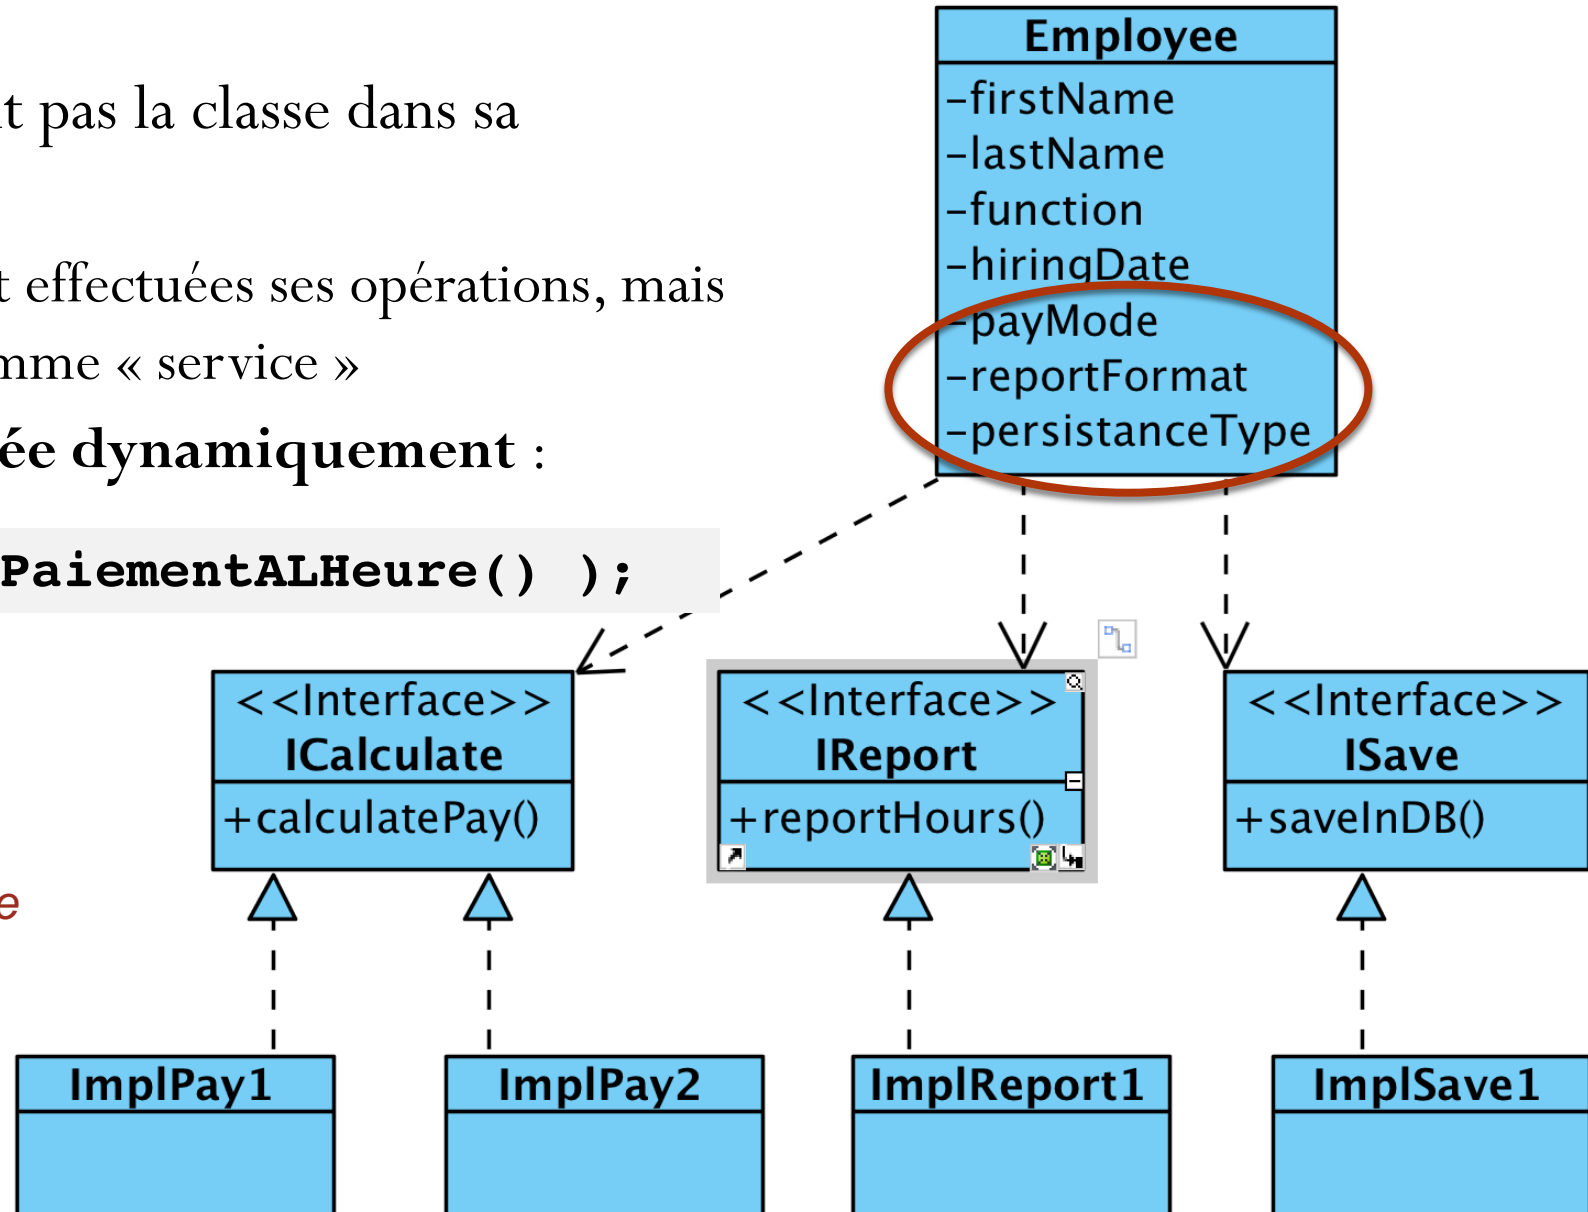 t pas la classe dans sa
t effectuées ses opérations, mais
mme « service »
ée dynamiquement :
PaiementALHeure() );
e
Employee
-firstName
-lastName
-function
-hiringDate
-payMode
-reportFormat
-persistanceType
<<Interface>>
ICalculate
+calculatePay()
<<Interface>>
IReport
+reportHours()
<<Interface>>
ISave
+saveInDB()
ImplPay1
ImplPay2
ImplReport1
ImplSave1